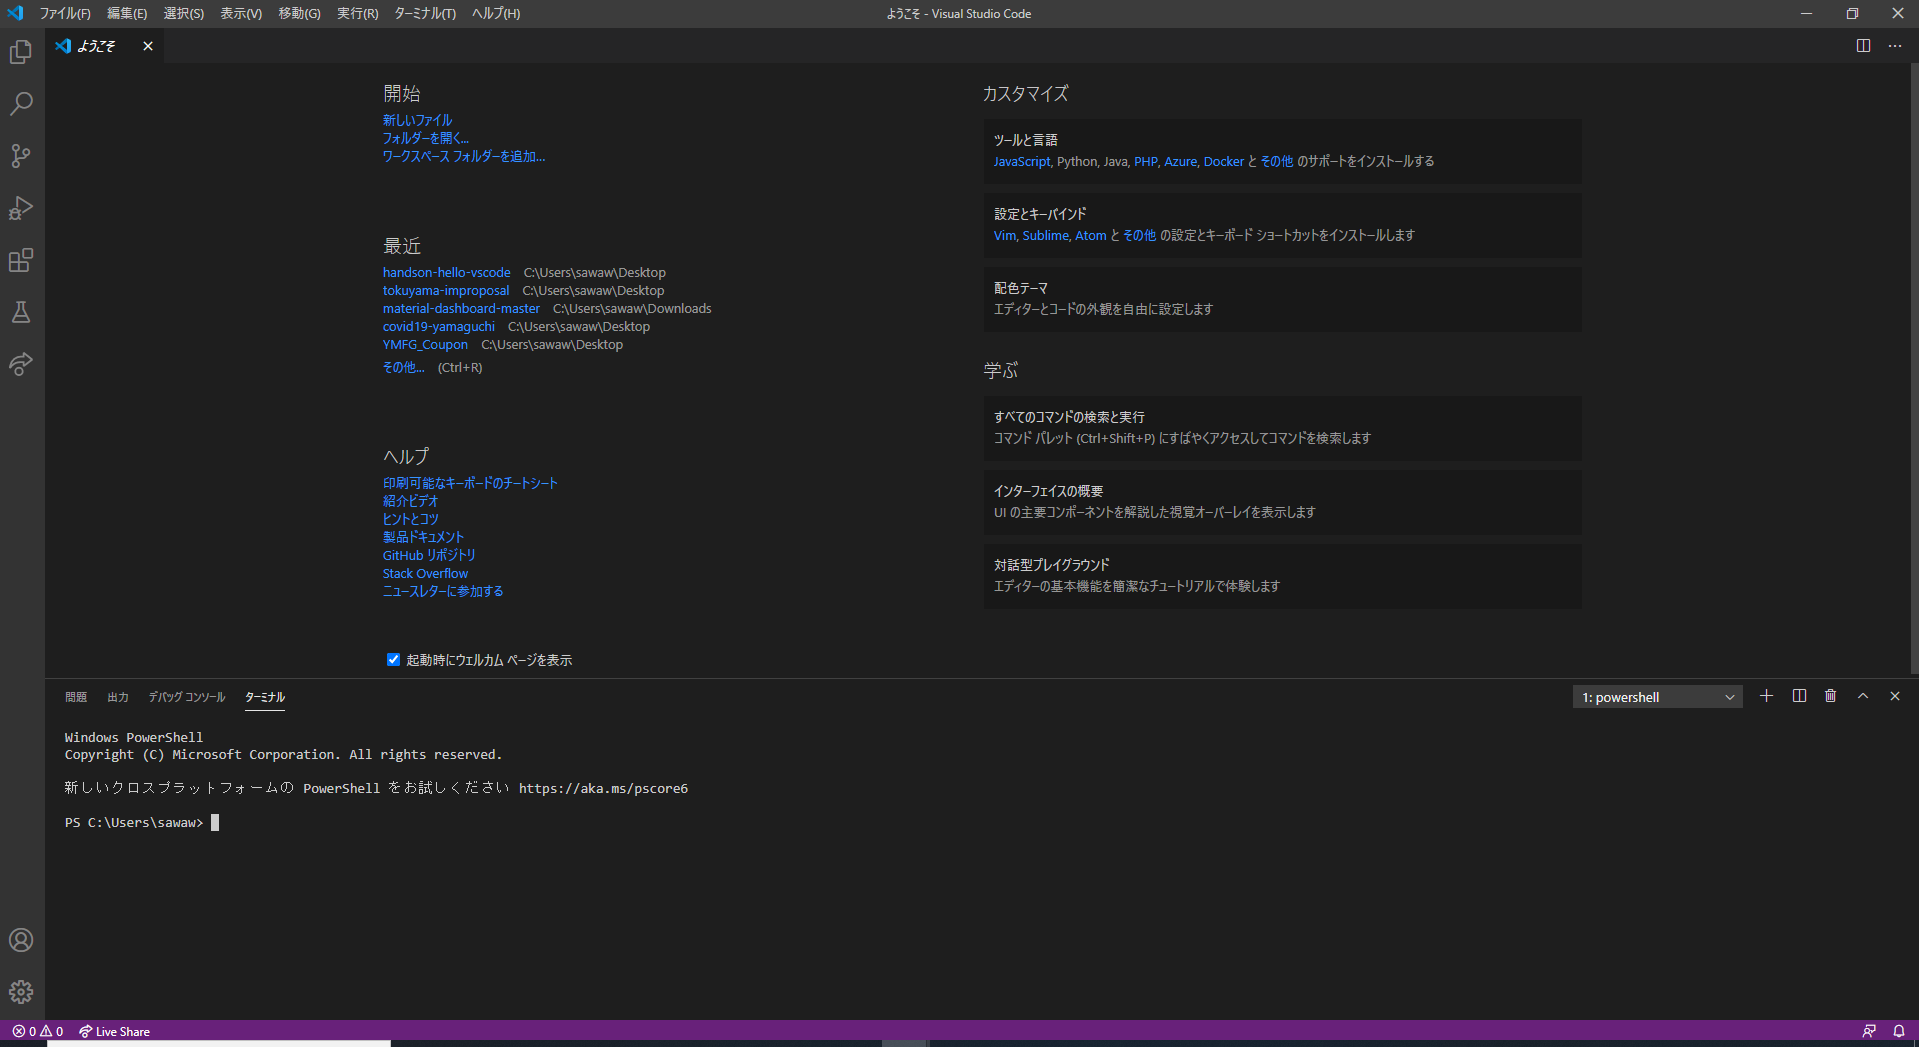 ファイル(F) 編集(E) 選択(S) 表示(V) 移動(G) 実行(R) ターミナル(T) ヘルプ(H)
ようこそ - Visual Studio Code
ようこそ
開始
新しいファイル
フォルダーを開く...
ワークスペース フォルダーを追加...
最近
handson-hello-vscode C:\Users\sawaw\Desktop
tokuyama-improposal C:\Users\sawaw\Desktop
material-dashboard-master C:\Users\sawaw\Downloads
covid19-yamaguchi C:\Users\sawaw\Desktop
YMFG_Coupon C:\Users\sawaw\Desktop
その他... (Ctrl+R)
ヘルプ
印刷可能なキーボードのチートシート
紹介ビデオ
ヒントとコツ
製品ドキュメント
GitHub リポジトリ
Stack Overflow
ニュースレターに参加する
起動時にウェルカム ページを表示
カスタマイズ
ツールと言語
JavaScript, Python, Java, PHP, Azure, Docker と その他 のサポートをインストールする
設定とキーバインド
Vim, Sublime, Atom と その他 の設定とキーボード ショートカットをインストールします
配色テーマ
エディターとコードの外観を自由に設定します
学ぶ
すべてのコマンドの検索と実行
コマンド パレット (Ctrl+Shift+P) にすばやくアクセスしてコマンドを検索します
インターフェイスの概要
UI の主要コンポーネントを解説した視覚オーバーレイを表示します
対話型プレイグラウンド
エディターの基本機能を簡潔なチュートリアルで体験します
問題 出力 デバッグ コンソール ターミナル
1: powershell
Windows PowerShell
Copyright (C) Microsoft Corporation. All rights reserved.
新しいクロスプラットフォームの PowerShell をお試しください https://aka.ms/pscore6
PS C:\Users\sawaw>
0 0 Live Share